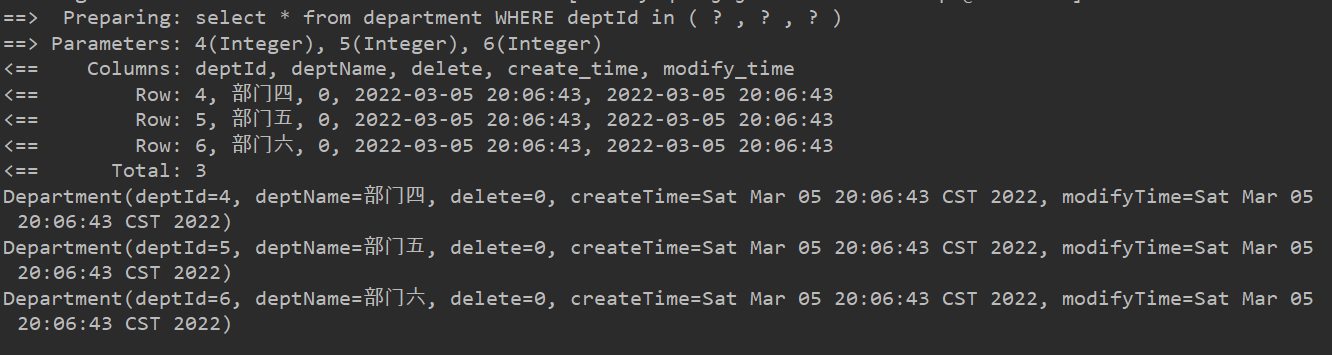 ==>  Preparing: select * from department WHERE deptId in ( ? , ? , ? )
==> Parameters: 4(Integer), 5(Integer), 6(Integer)
<==    Columns: deptId, deptName, delete, create_time, modify_time
<==        Row: 4, 部门四, 0, 2022-03-05 20:06:43, 2022-03-05 20:06:43
<==        Row: 5, 部门五, 0, 2022-03-05 20:06:43, 2022-03-05 20:06:43
<==        Row: 6, 部门六, 0, 2022-03-05 20:06:43, 2022-03-05 20:06:43
<==      Total: 3
Department(deptId=4, deptName=部门四, delete=0, createTime=Sat Mar 05 20:06:43 CST 2022, modifyTime=Sat Mar 05
 20:06:43 CST 2022)
Department(deptId=5, deptName=部门五, delete=0, createTime=Sat Mar 05 20:06:43 CST 2022, modifyTime=Sat Mar 05
 20:06:43 CST 2022)
Department(deptId=6, deptName=部门六, delete=0, createTime=Sat Mar 05 20:06:43 CST 2022, modifyTime=Sat Mar 05
 20:06:43 CST 2022)